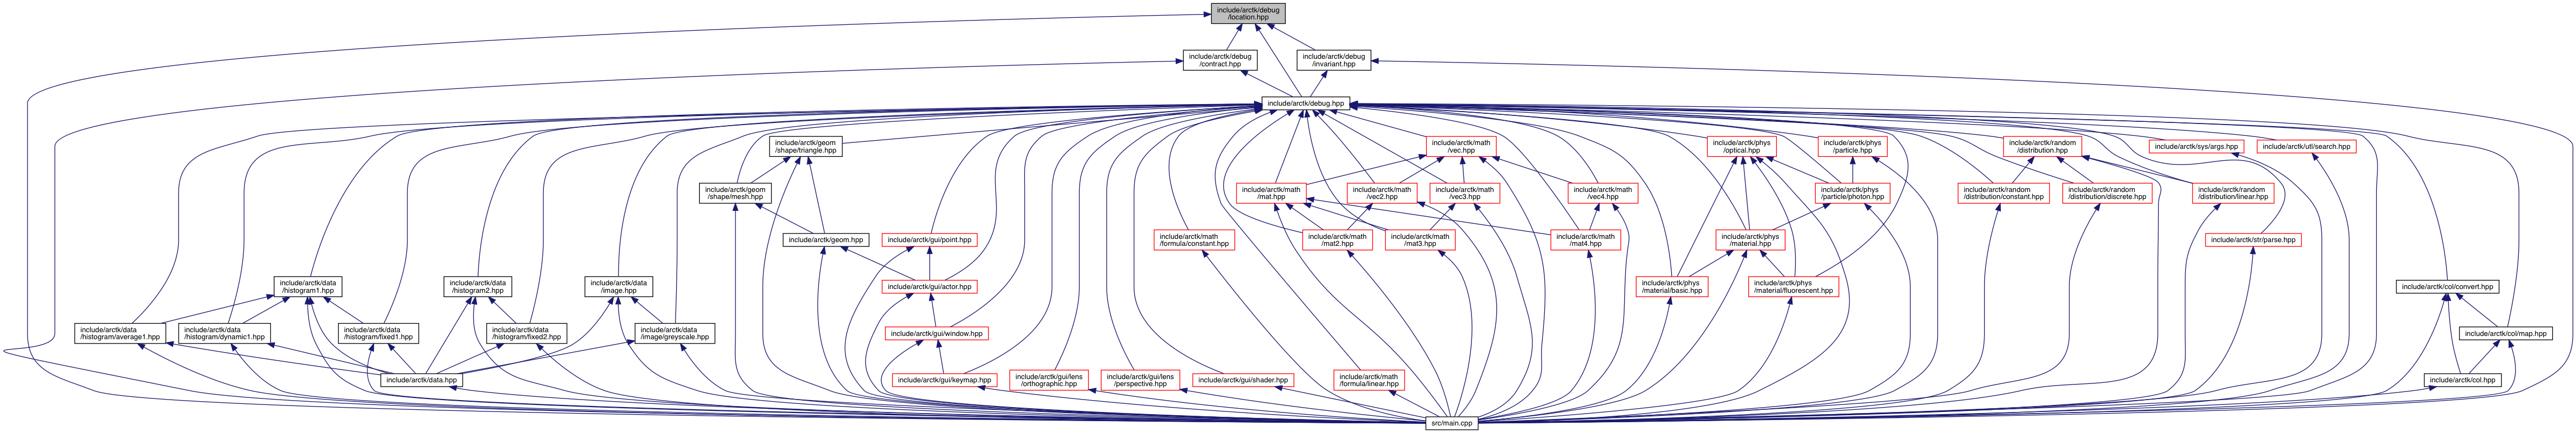 include/arctk/debug
/location.hpp
include/arctk/debug
/contract.hpp
include/arctk/debug
/invariant.hpp
include/arctk/debug.hpp
include/arctk/geom
/shape/triangle.hpp
include/arctk/math
/vec.hpp
include/arctk/phys
/optical.hpp
include/arctk/phys
/particle.hpp
include/arctk/random
/distribution.hpp
include/arctk/sys/args.hpp
include/arctk/utl/search.hpp
include/arctk/geom
/shape/mesh.hpp
include/arctk/math
/mat.hpp
include/arctk/math
/vec2.hpp
include/arctk/math
/vec3.hpp
include/arctk/math
/vec4.hpp
include/arctk/phys
/particle/photon.hpp
include/arctk/random
/distribution/constant.hpp
include/arctk/random
/distribution/discrete.hpp
include/arctk/random
/distribution/linear.hpp
include/arctk/geom.hpp
include/arctk/gui/point.hpp
include/arctk/math
/formula/constant.hpp
include/arctk/math
/mat2.hpp
include/arctk/math
/mat3.hpp
include/arctk/math
/mat4.hpp
include/arctk/phys
/material.hpp
include/arctk/str/parse.hpp
include/arctk/data
/histogram1.hpp
include/arctk/data
/histogram2.hpp
include/arctk/data
/image.hpp
include/arctk/gui/actor.hpp
include/arctk/phys
/material/basic.hpp
include/arctk/phys
/material/fluorescent.hpp
include/arctk/col/convert.hpp
include/arctk/data
/histogram/average1.hpp
include/arctk/data
/histogram/dynamic1.hpp
include/arctk/data
/histogram/fixed1.hpp
include/arctk/data
/histogram/fixed2.hpp
include/arctk/data
/image/greyscale.hpp
include/arctk/gui/window.hpp
include/arctk/col/map.hpp
include/arctk/data.hpp
include/arctk/gui/keymap.hpp
include/arctk/gui/lens
/orthographic.hpp
include/arctk/gui/lens
/perspective.hpp
include/arctk/gui/shader.hpp
include/arctk/math
/formula/linear.hpp
include/arctk/col.hpp
src/main.cpp